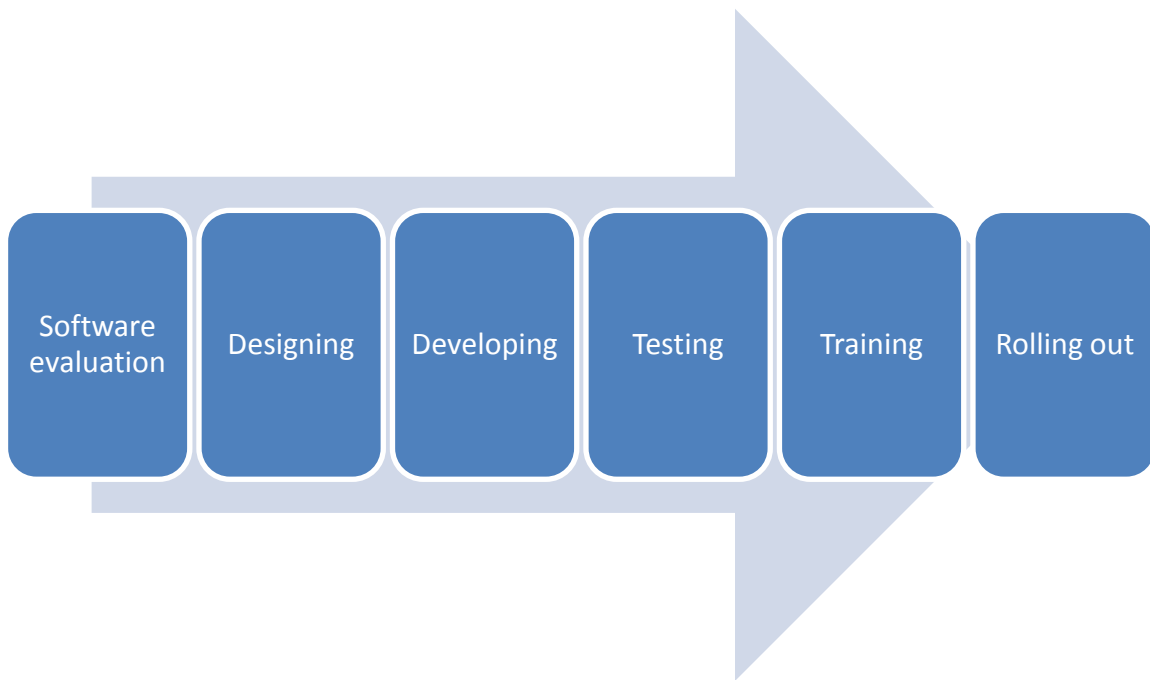 Software
evaluation
Designing
Developing
Testing
Training
Rolling out